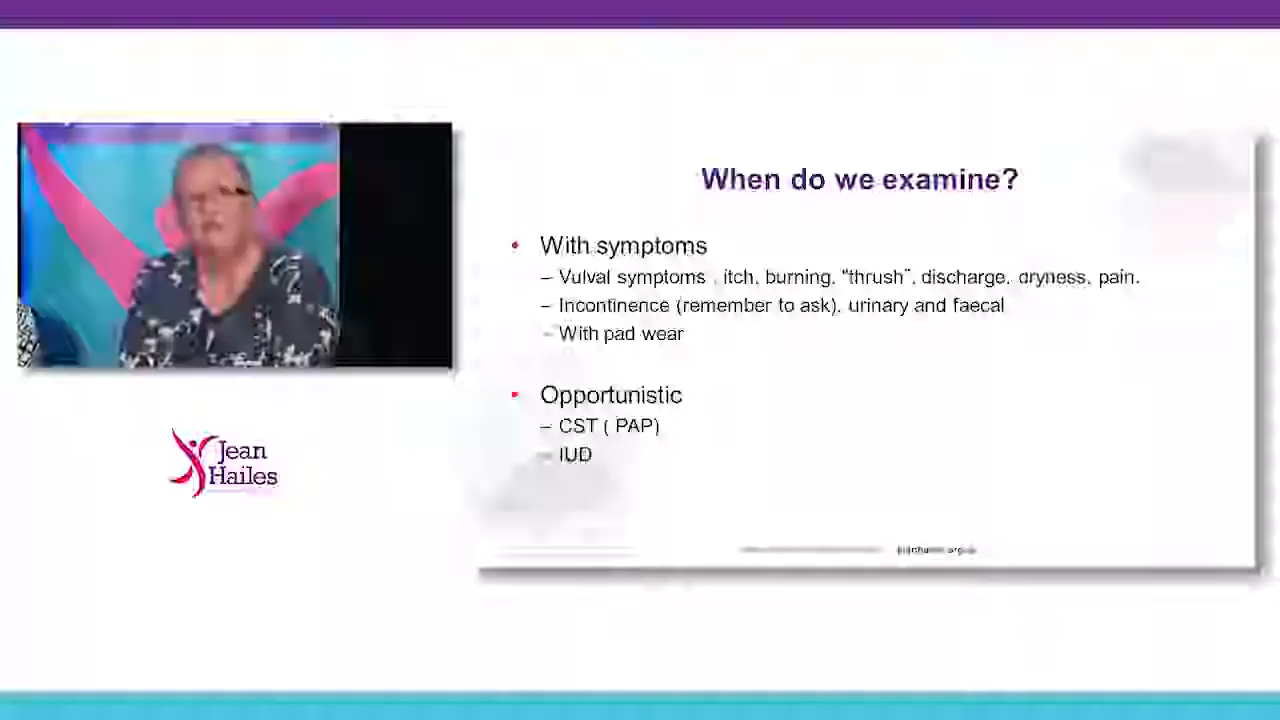 When do we examine?
• With symptoms
– Vulval symptoms , itch, burning, "thrush", discharge, dryness, pain.
– Incontinence (remember to ask), urinary and faecal
– With pad wear
• Opportunistic
– CST ( PAP)
– IUD
Jean
Hailes